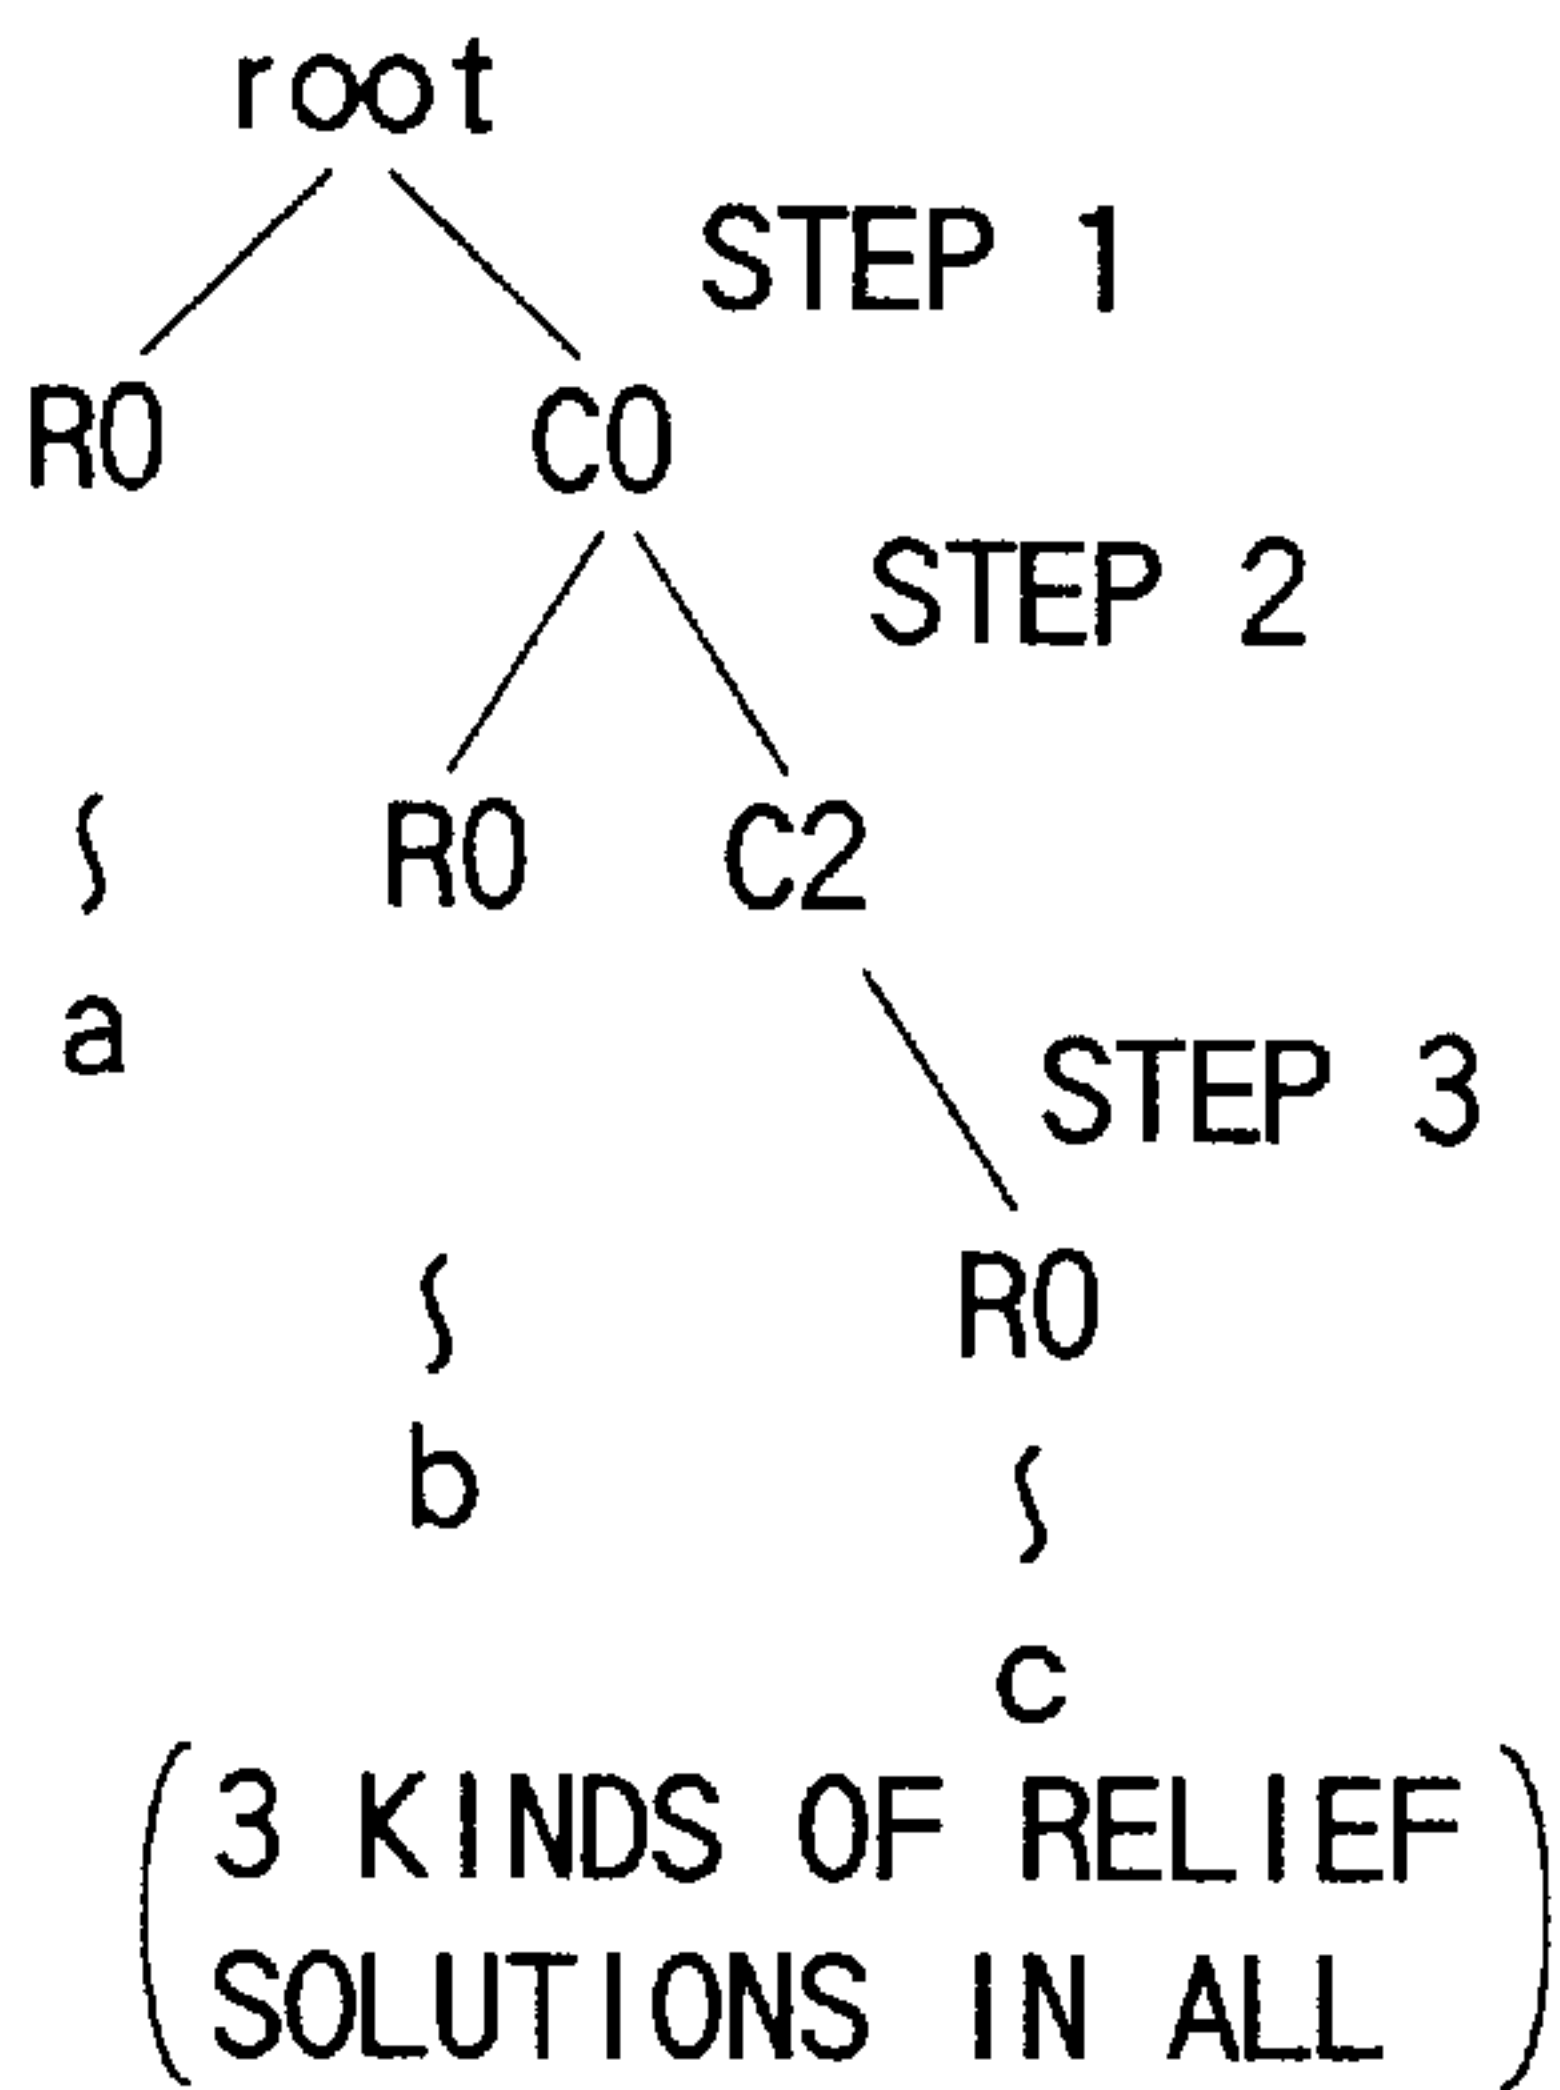 root
STEP 1
R0 C0
STEP 2
R0 C2
a
STEP 3
R0
b
c
3 KINDS OF RELIEF
SOLUTIONS IN ALL